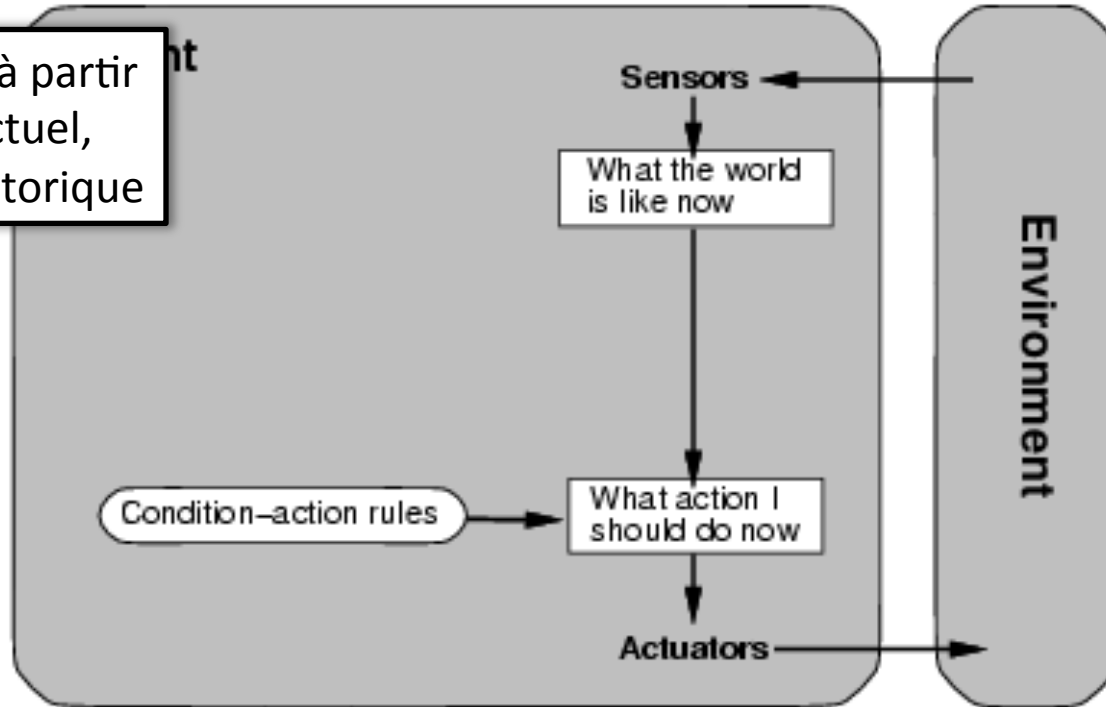 à partir
ctuel,
torique
nt
Sensors
What the world
is like now
Condition–action rules
What action I
should do now
Actuators
Environment